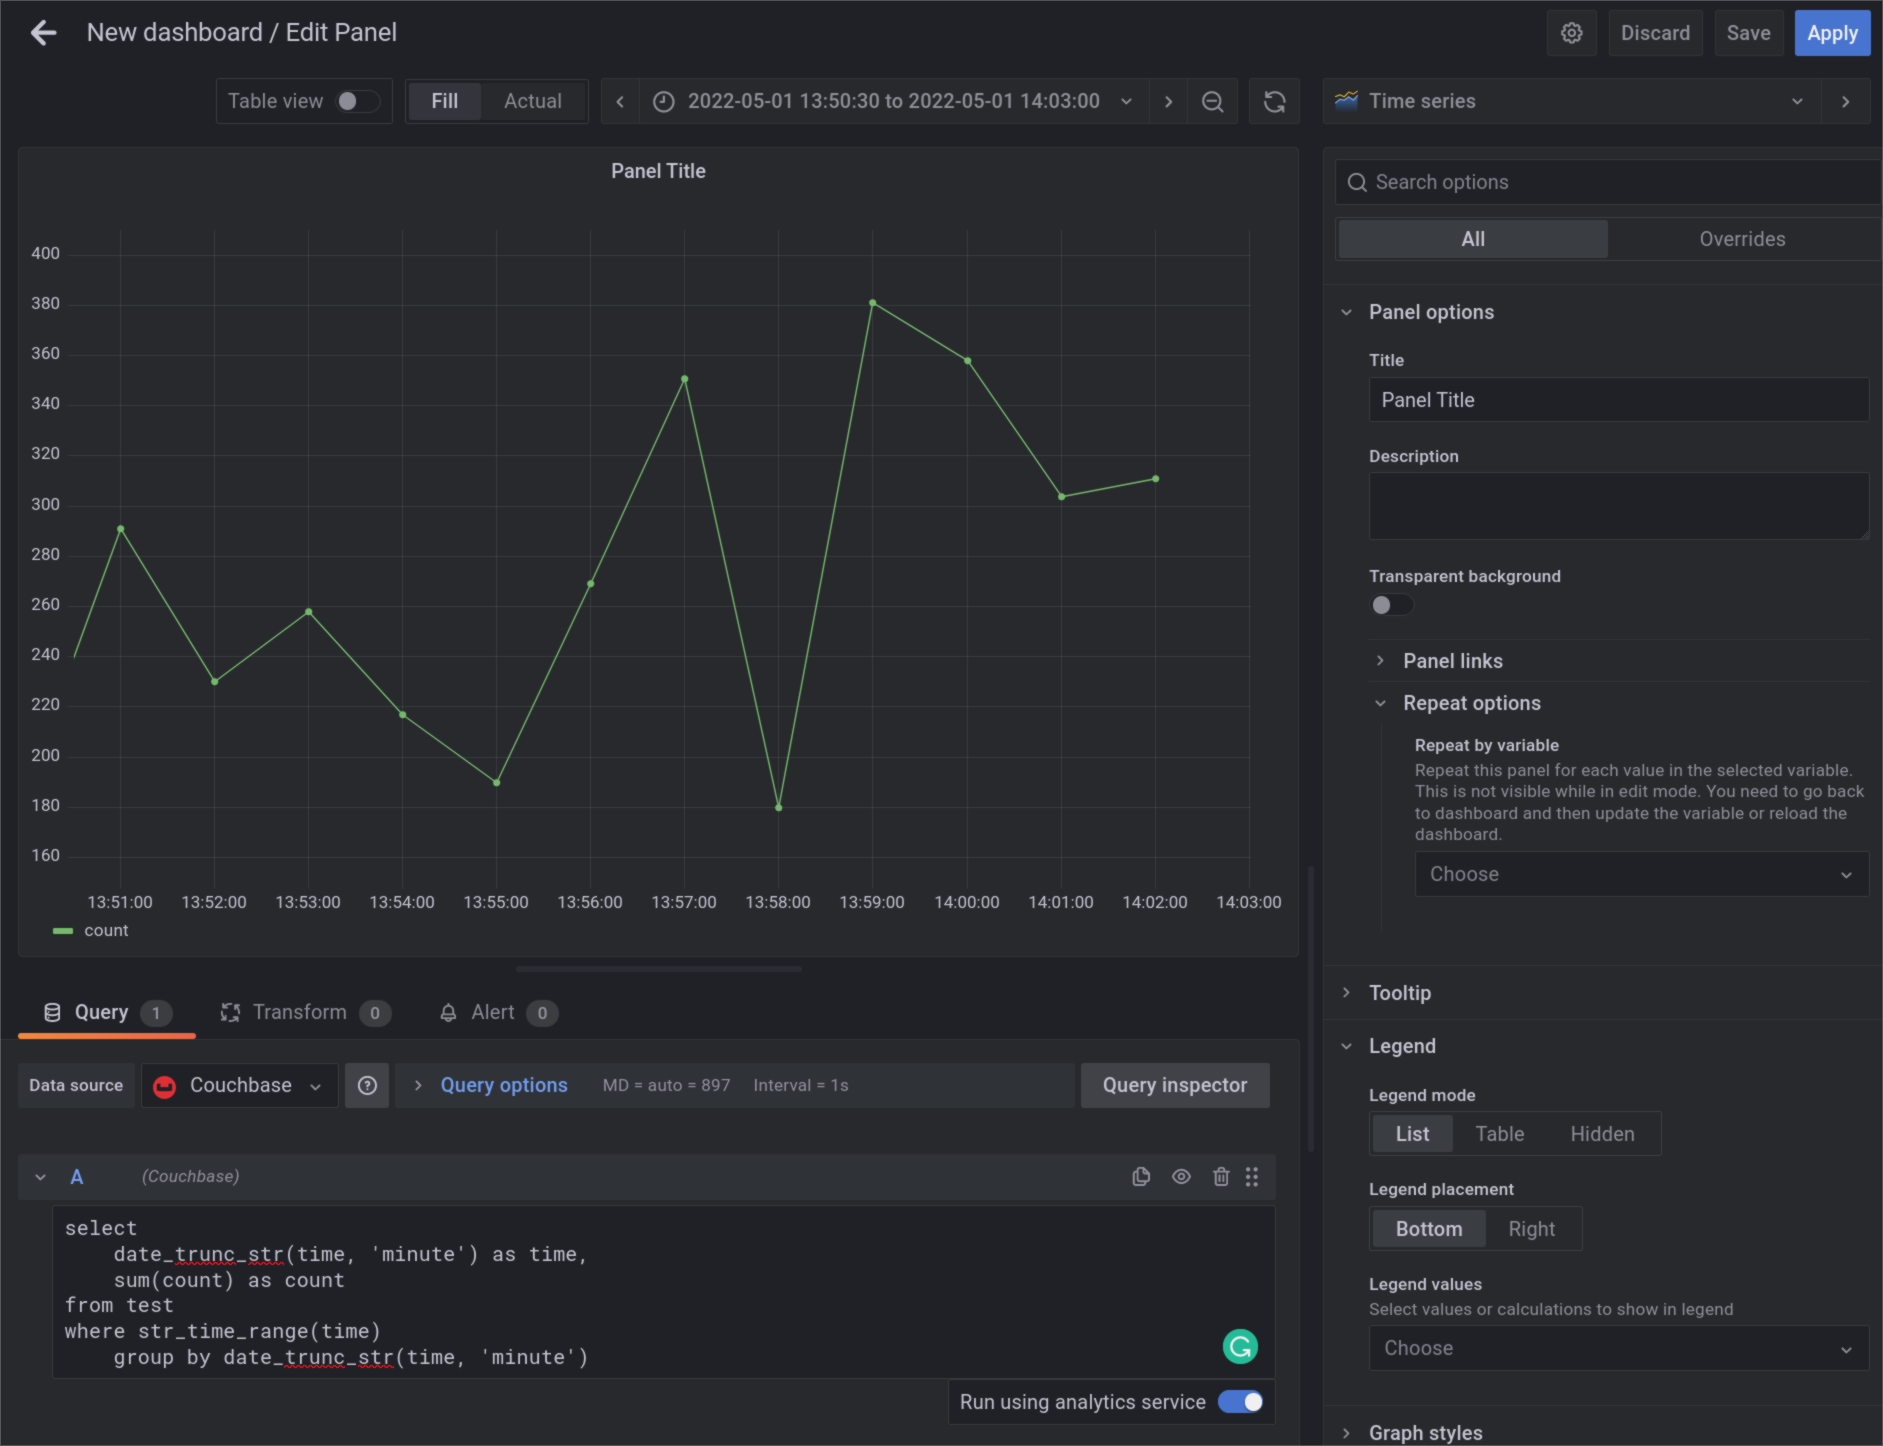 New dashboard / Edit Panel
Discard
Save
Apply
Table view
Fill
Actual
2022-05-01 13:50:30 to 2022-05-01 14:03:00
Time series
Panel Title
400
380
360
340
320
300
280
260
240
220
200
180
160
13:51:00 13:52:00 13:53:00 13:54:00 13:55:00 13:56:00 13:57:00 13:58:00 13:59:00 14:00:00 14:01:00 14:02:00 14:03:00
count
Search options
All
Overrides
Panel options
Title
Panel Title
Description
Transparent background
Panel links
Repeat options
Repeat by variable
Repeat this panel for each value in the selected variable.
This is not visible while in edit mode. You need to go back
to dashboard and then update the variable or reload the
dashboard.
Choose
Tooltip
Legend
Legend mode
List
Table
Hidden
Legend placement
Bottom
Right
Legend values
Select values or calculations to show in legend
Choose
Graph styles
Query 1
Transform 0
Alert 0
Data source
Couchbase
Query options
MD = auto = 897
Interval = 1s
Query inspector
A
(Couchbase)
select
date_trunc_str(time, 'minute') as time,
sum(count) as count
from test
where str_time_range(time)
group by date_trunc_str(time, 'minute')
Run using analytics service